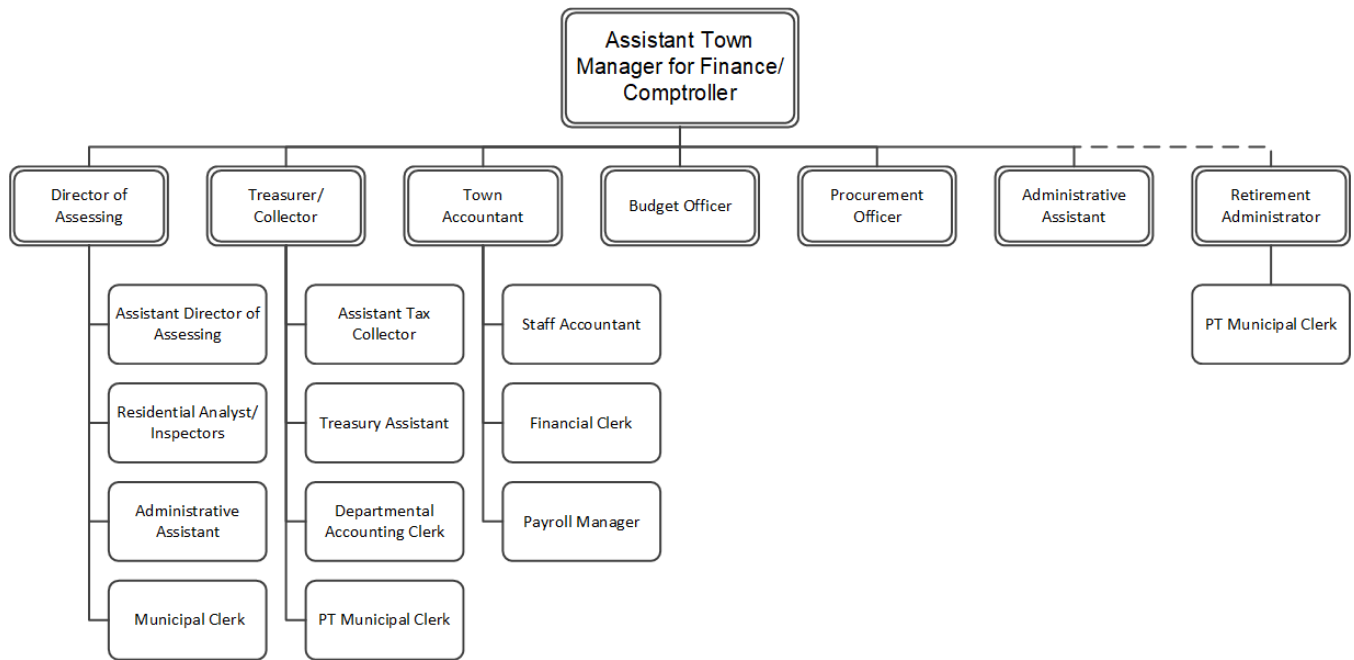 Assistant Town
Manager for Finance/
Comptroller
Director of
Assessing
Treasurer/
Collector
Town
Accountant
Budget Officer
Procurement
Officer
Administrative
Assistant
Retirement
Administrator
Assistant Director of
Assessing
Assistant Tax
Collector
Staff Accountant
PT Municipal Clerk
Residential Analyst/
Inspectors
Treasury Assistant
Financial Clerk
Administrative
Assistant
Departmental
Accounting Clerk
Payroll Manager
Municipal Clerk
PT Municipal Clerk